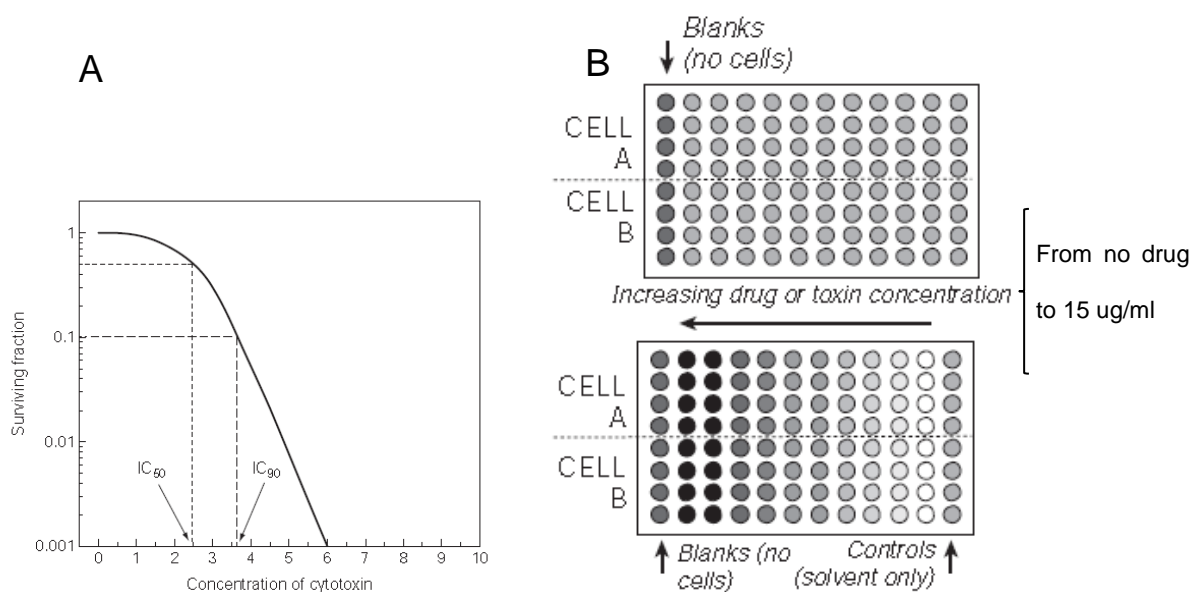 A
Surviving fraction
1
0.1
0.01
0.001
IC50
IC90
0 1 2 3 4 5 6 7 8 9 10
Concentration of cytotoxin
B
Blanks
(no cells)
CELL
A
CELL
B
Increasing drug or toxin concentration
From no drug
to 15 ug/ml
CELL
A
CELL
B
Blanks (no
cells)
Controls
(solvent only)